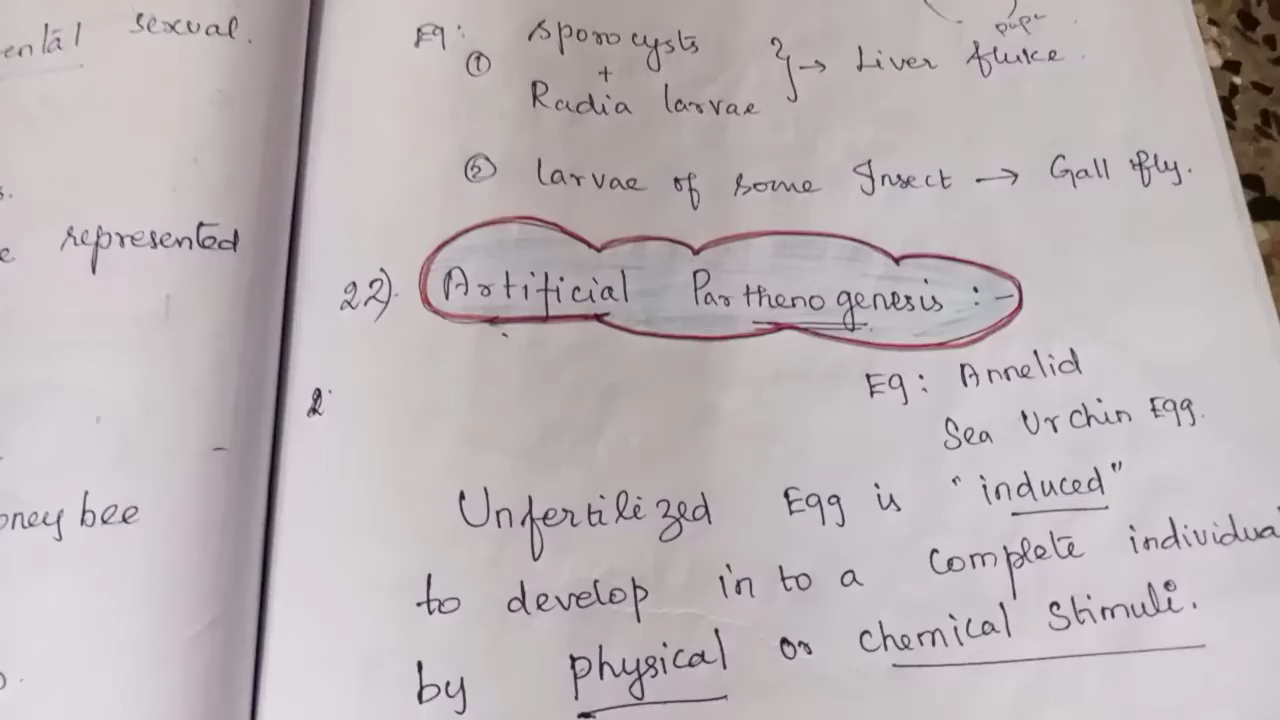 ental sexual.
s.
e represented
oney bee
Eg:
① Sporocysts
+
Radia larvae
} → Liver fluke.
② larvae of some Insect → Gall fly.
22). Artificial Parthenogenesis :-
Eg: Annelid
Sea Urchin Egg.
Unfertilized Egg is "induced"
to develop in to a complete individua
by physical or chemical Stimuli.